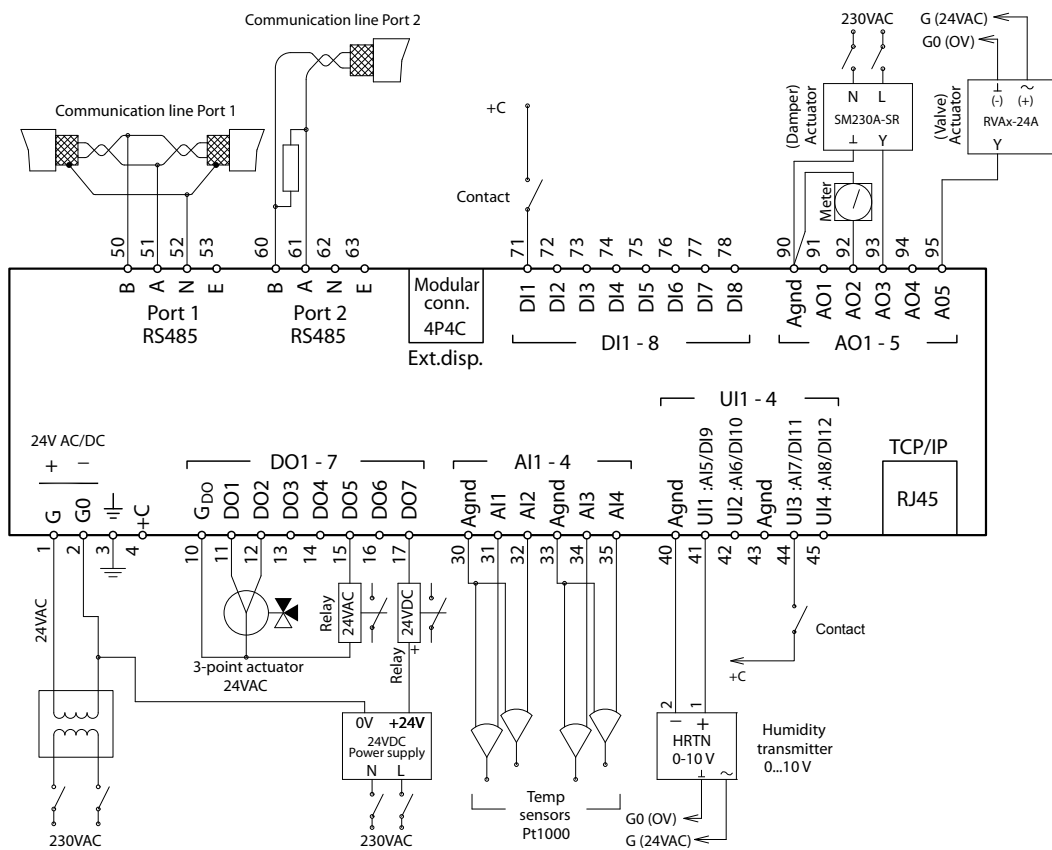 Communication line Port 2
Communication line Port 1
+C
Contact
230VAC
G (24VAC)
G0 (OV)
N L
SM230A-SR
⊥ Y
(Damper)
Actuator
(Valve)
Actuator
⊥ ~
(-) (+)
RVAx-24A
Y
Meter
50 51 52 53
60 61 62 63
71 72 73 74 75 76 77 78
90 91 92 93 94 95
B A N E
Port 1
RS485
B A N E
Port 2
RS485
Modular
conn.
4P4C
Ext.disp.
DI1 DI2 DI3 DI4 DI5 DI6 DI7 DI8
DI1 - 8
Agnd AO1 AO2 AO3 AO4 A05
AO1 - 5
24V AC/DC
+ −
G G0 +C
DO1 - 7
GDO DO1 DO2 DO3 DO4 DO5 DO6 DO7
AI1 - 4
Agnd AI1 AI2 Agnd AI3 AI4
UI1 - 4
Agnd
UI1 :AI5/DI9
UI2 :AI6/DI10
Agnd
UI3 :AI7/DI11
UI4 :AI8/DI12
TCP/IP
RJ45
1 2 3 4
10 11 12 13 14 15 16 17
30 31 32 33 34 35
40 41 42 43 44 45
24VAC
230VAC
3-point actuator
24VAC
Relay
24VAC
Relay
24VDC
+
0V +24V
24VDC
Power supply
N L
230VAC
Temp
sensors
Pt1000
2 1
− +
HRTN
0-10 V
⊥ ~
Humidity
transmitter
0...10 V
G0 (OV)
G (24VAC)
Contact
+C